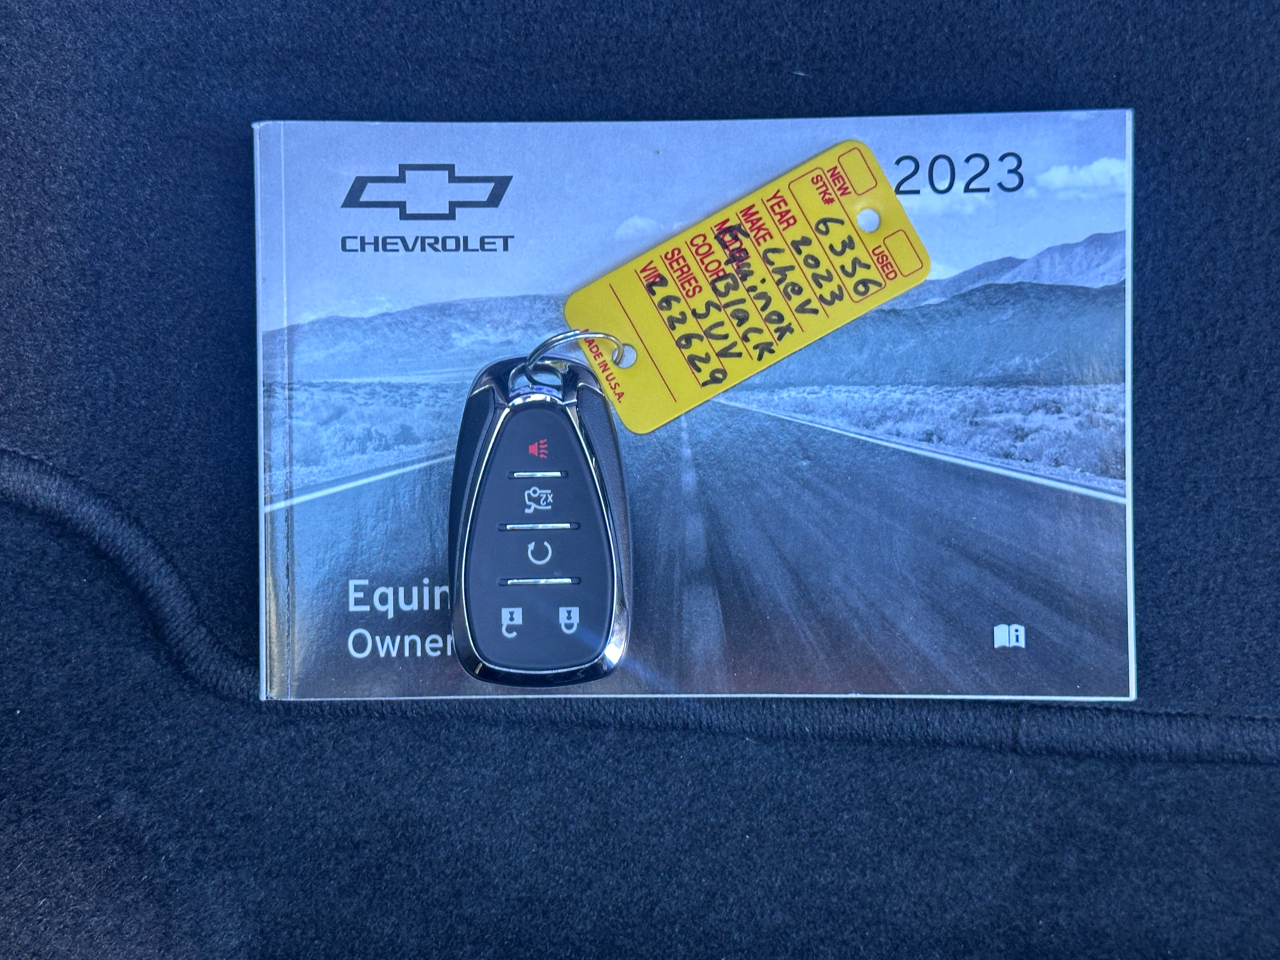 CHEVROLET
2023
NEW
USED
STK# 6356
YEAR 2023
MAKE Chev
MODEL Equinox
COLOR Black
SERIES SUV
VIN 262629
MADE IN U.S.A.
x2
Equin
Owner
i